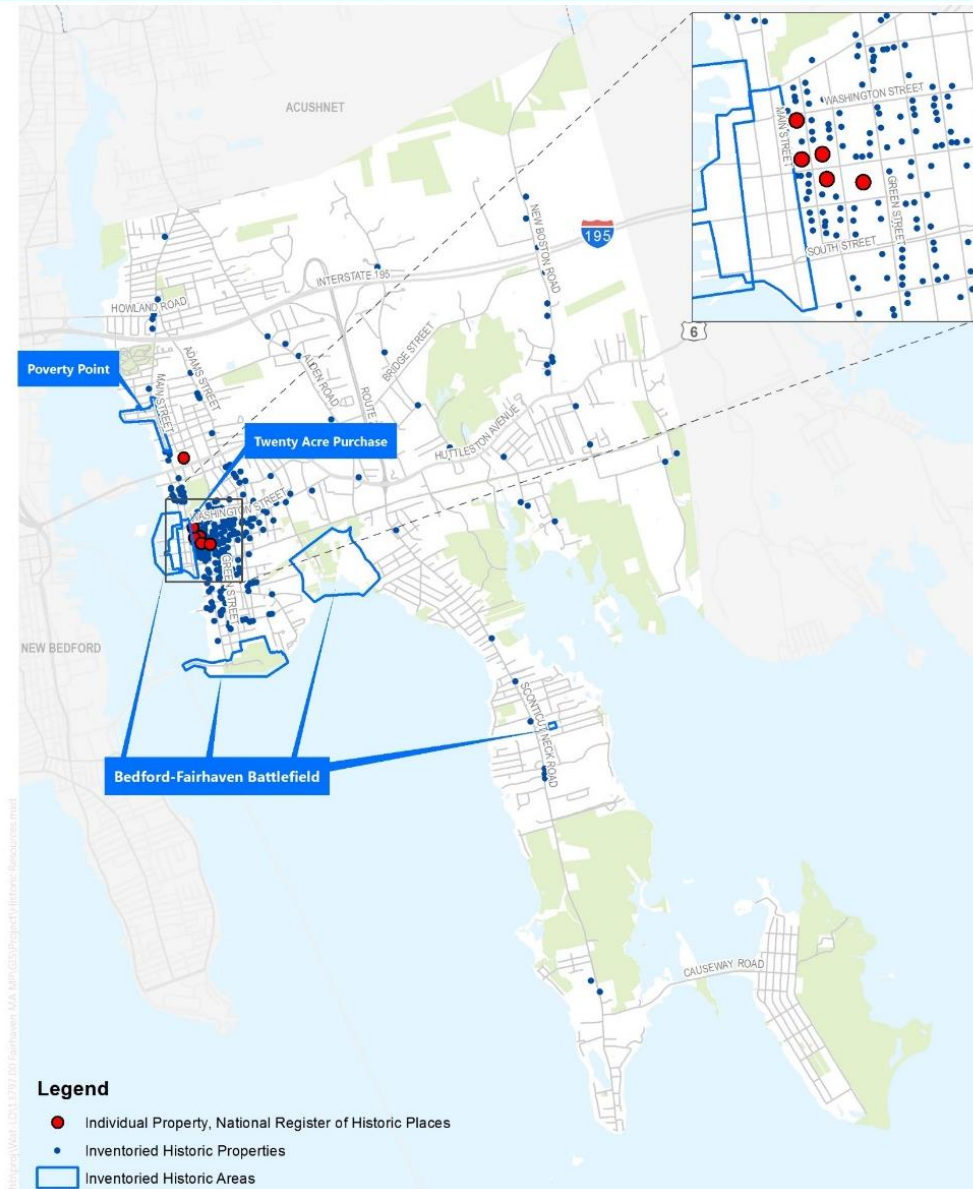 ACUSHNET
WASHINGTON STREET
MAIN STREET
GREEN STREET
SOUTH STREET
NEW BOSTON ROAD
195
INTERSTATE 195
HOWLAND ROAD
6
BRIDGE STREET
ADAMS STREET
ALDEN ROAD
Poverty Point
MAIN STREET
ROUTE
HUTTLESTON AVENUE
Twenty Acre Purchase
WASHINGTON STREET
GREEN STREET
NEW BEDFORD
SCONTICUT NECK ROAD
Bedford-Fairhaven Battlefield
CAUSEWAY ROAD
Legend
Individual Property, National Register of Historic Places
Inventoried Historic Properties
Inventoried Historic Areas